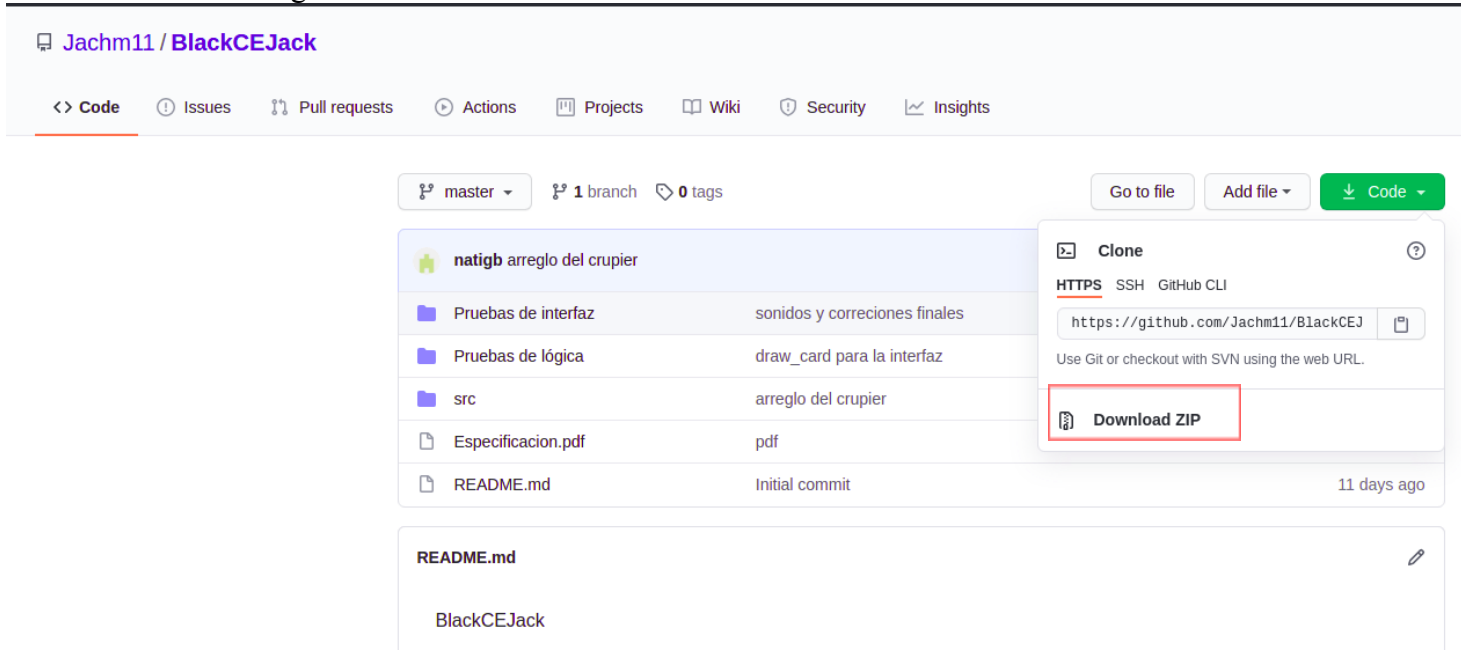 Jachm11 / BlackCEJack
<> Code Issues Pull requests Actions Projects Wiki Security Insights
master 1 branch 0 tags Go to file Add file Code
natigb arreglo del crupier
Pruebas de interfaz sonidos y correciones finales
Pruebas de lógica draw_card para la interfaz
src arreglo del crupier
Especificacion.pdf pdf
README.md Initial commit 11 days ago
Clone
HTTPS SSH GitHub CLI
https://github.com/Jachm11/BlackCEJ
Use Git or checkout with SVN using the web URL.
Download ZIP
README.md
BlackCEJack